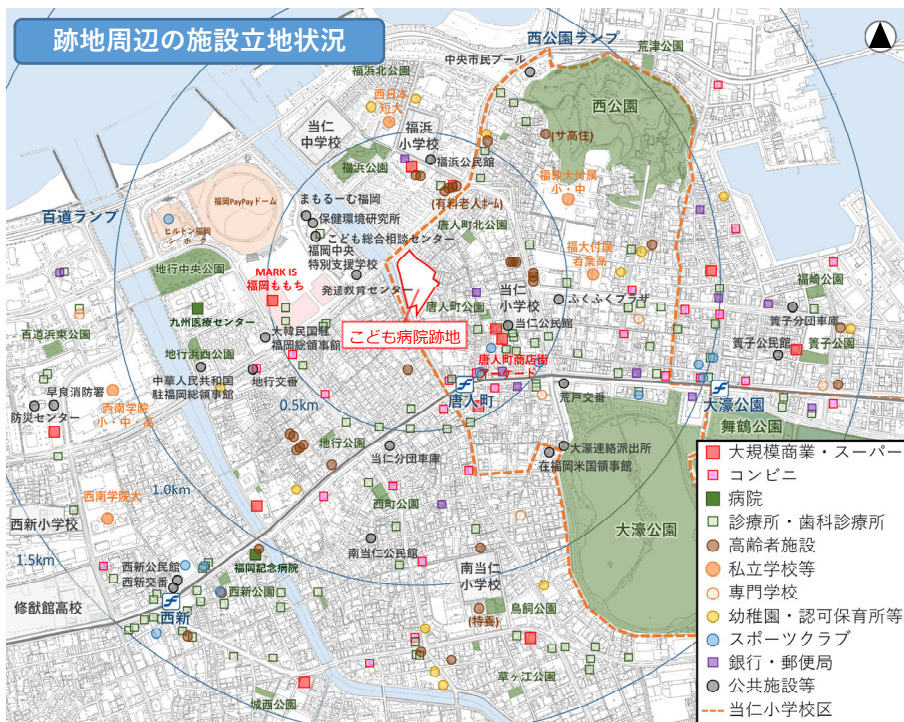 跡地周辺の施設立地状況
西公園ランプ
荒津公園
中央市民プール
福浜北公園
西日本
短大
西公園
当仁
中学校
福浜
小学校
(サ高住)
福浜公民館
福浜公園
福教大付属
小・中
百道ランプ
福岡PayPayドーム
まもるーむ福岡
(有料老人ホーム)
保健環境研究所
唐人町北公園
ヒルトン福岡
シーホーク
こども総合相談センター
福岡中央
特別支援学校
福大付属
若葉高
地行中央公園
MARK IS
福岡ももち
発達教育センター
福崎公園
唐人町公園
当仁
小学校
ふくふくプラザ
九州医療センター
こども病院跡地
当仁公館
簀子分団車庫
百道浜東公園
大韓民国駐
福岡総領事館
地行浜西公園
簀子公民館
簀子公園
唐人町商店街
アーケード
中華人民共和国
駐福岡総領事館
地行交番
唐人町
早良消防署
防災センター
西南学院
小・中・高
0.5km
荒戸交番
大濠公園
舞鶴公園
地行公園
当仁分団車庫
大濠連絡派出所
在福岡米国領事館
西南学院大
1.0km
西町公園
大濠公園
西新小学校
1.5km
南当仁公民館
西新公民館
西新交番
福岡記念病院
南当仁
小学校
修猷館高校
西新公園
西新
鳥飼公園
(特養)
草ヶ江公園
城西公園
大規模商業・スーパー
コンビニ
病院
診療所・歯科診療所
高齢者施設
私立学校等
専門学校
幼稚園・認可保育所等
スポーツクラブ
銀行・郵便局
公共施設等
当仁小学校区